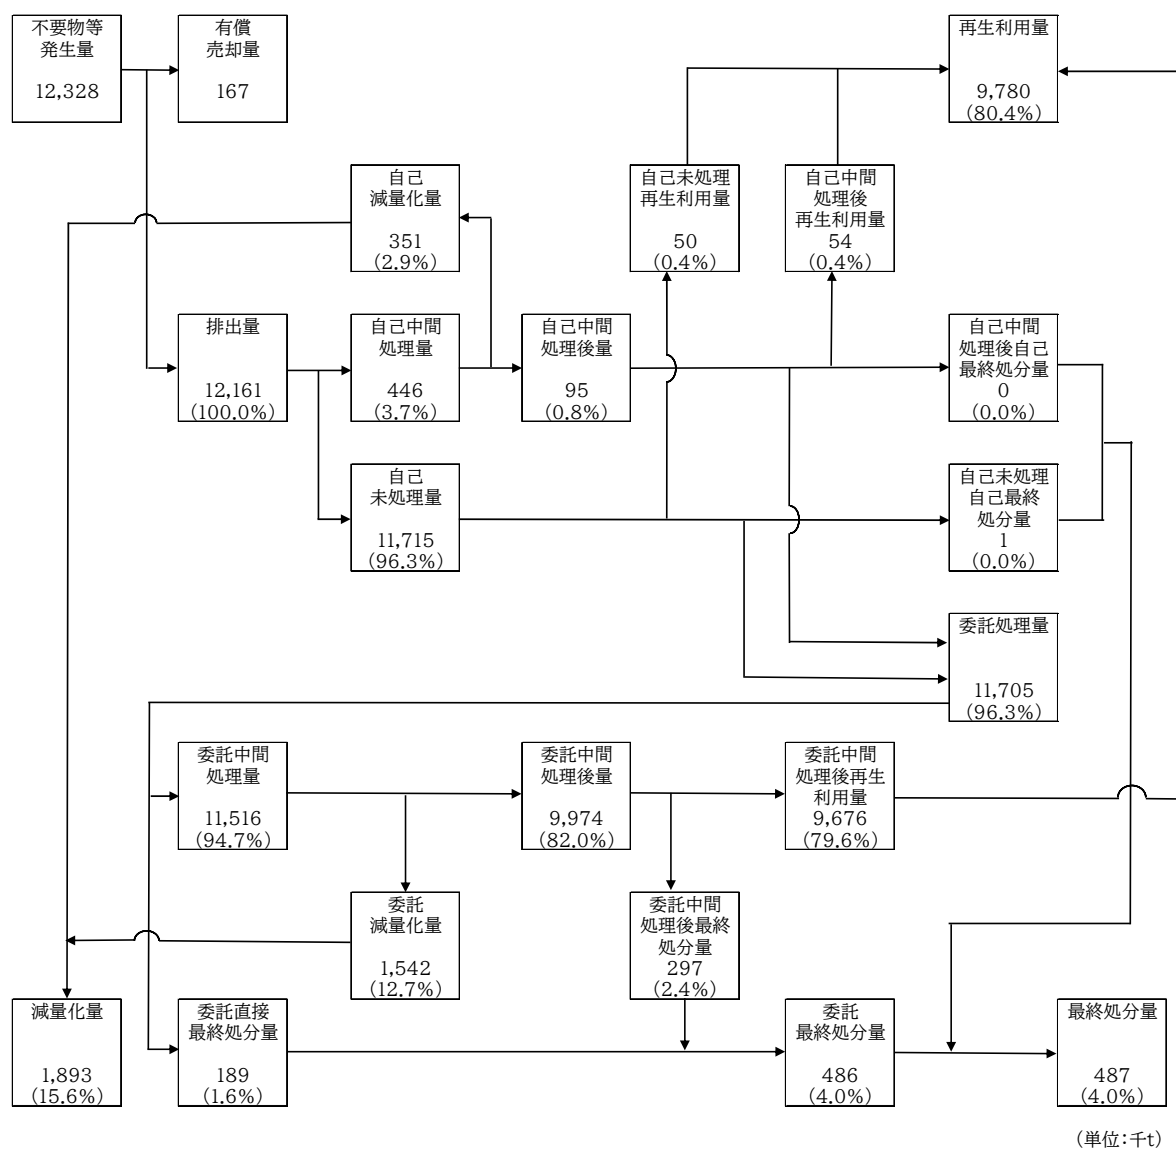 不要物等
発生量
12,328
有償
売却量
167
再生利用量
9,780
(80.4%)
自己
減量化量
351
(2.9%)
自己未処理
再生利用量
50
(0.4%)
自己中間
処理後
再生利用量
54
(0.4%)
排出量
12,161
(100.0%)
自己中間
処理量
446
(3.7%)
自己中間
処理後量
95
(0.8%)
自己中間
処理後自己
最終処分量
0
(0.0%)
自己
未処理量
11,715
(96.3%)
自己未処理
自己最終
処分量
1
(0.0%)
委託処理量
11,705
(96.3%)
委託中間
処理量
11,516
(94.7%)
委託中間
処理後量
9,974
(82.0%)
委託中間
処理後再生
利用量
9,676
(79.6%)
委託
減量化量
1,542
(12.7%)
委託中間
処理後最終
処分量
297
(2.4%)
減量化量
1,893
(15.6%)
委託直接
最終処分量
189
(1.6%)
委託
最終処分量
486
(4.0%)
最終処分量
487
(4.0%)
(単位:千t)